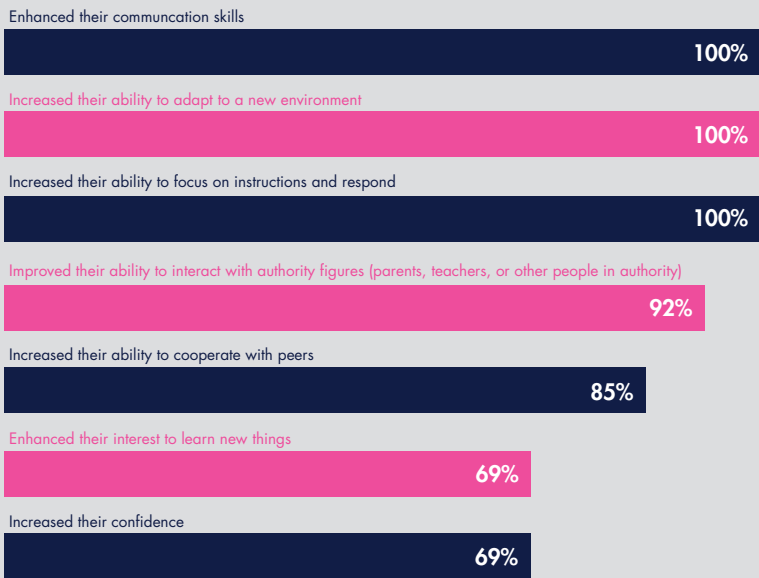 Enhanced their communcation skills
100%
Increased their ability to adapt to a new environment
100%
Increased their ability to focus on instructions and respond
100%
Improved their ability to interact with authority figures (parents, teachers, or other people in authority)
92%
Increased their ability to cooperate with peers
85%
Enhanced their interest to learn new things
69%
Increased their confidence
69%